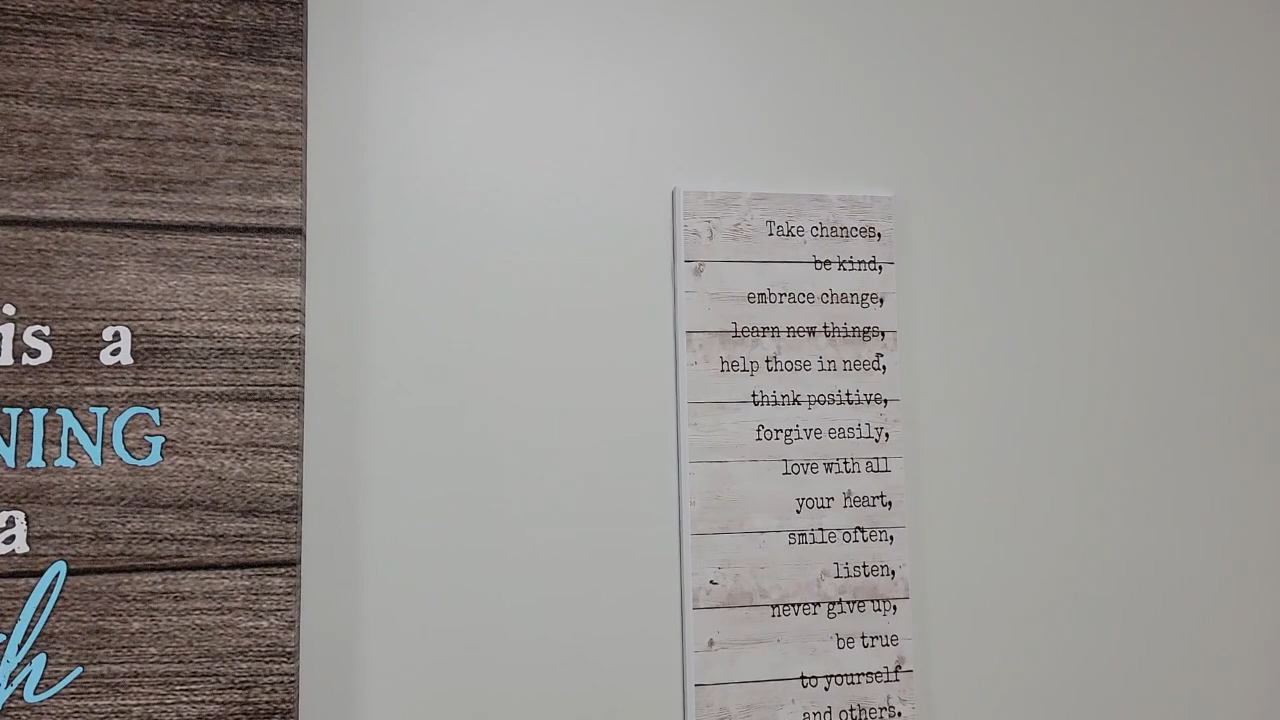 is a
NING
a
h
Take chances,
be kind,
embrace change,
learn new things,
help those in need,
think positive,
forgive easily,
love with all
your heart,
smile often,
listen,
never give up,
be true
to yourself
and others.